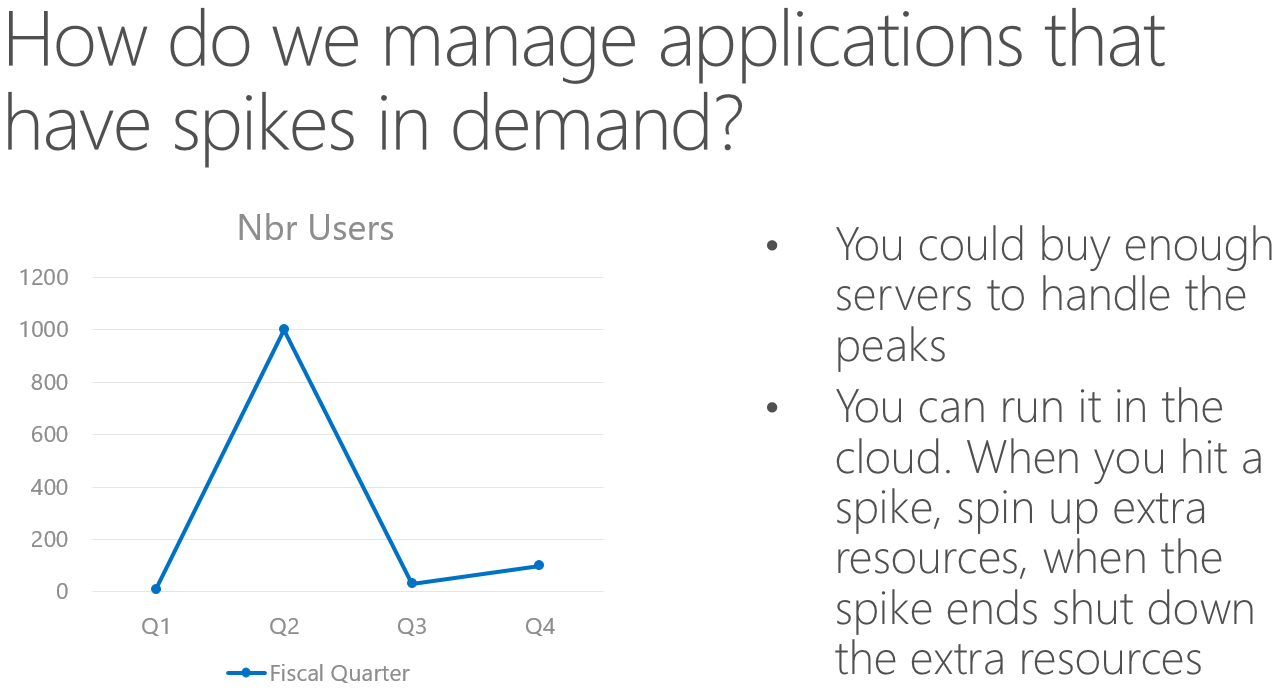 How do we manage applications that
have spikes in demand?
Nbr Users
1200
1000
800
600
400
200
0
Q1 Q2 Q3 Q4
Fiscal Quarter
• You could buy enough
servers to handle the
peaks
• You can run it in the
cloud. When you hit a
spike, spin up extra
resources, when the
spike ends shut down
the extra resources